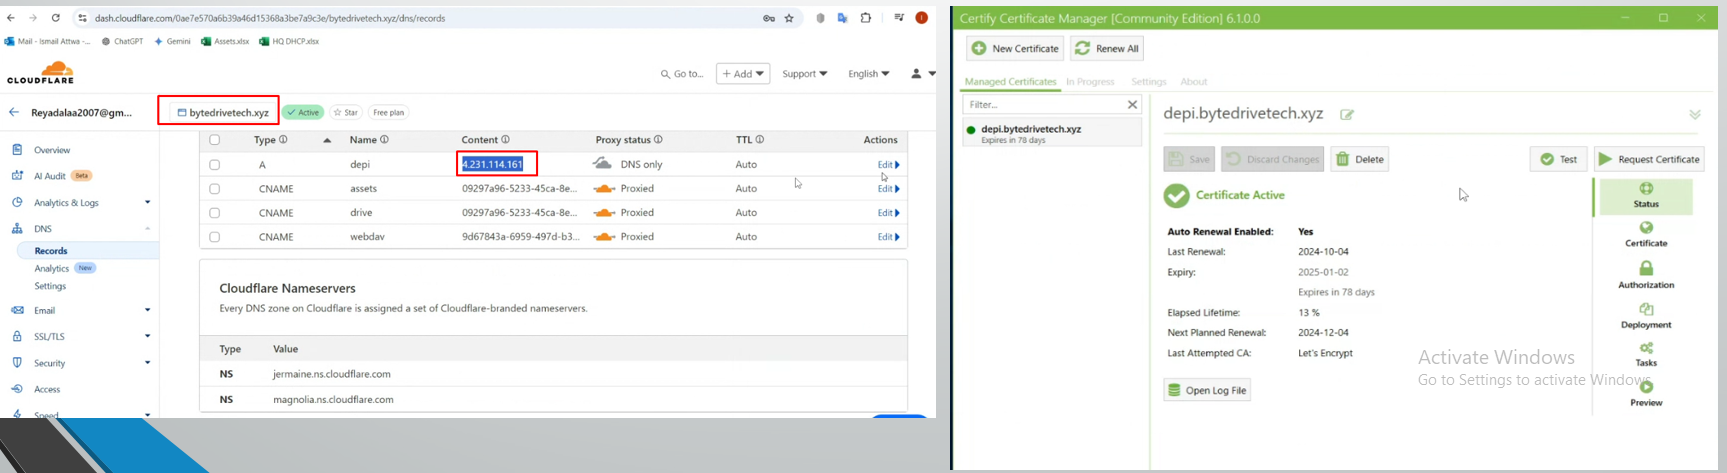 dash.cloudflare.com/0ae7e570a6b39a46d15368a3be7a9c3e/bytedrivetech.xyz/dns/records
Mail - Ismail Attwa -...
ChatGPT
Gemini
Assets.xlsx
HQ DHCP.xlsx
CLOUDFLARE
Go to...
+ Add
Support
English
Reyadalaa2007@gm...
bytedrivetech.xyz
Active
Star
Free plan
Overview
AI Audit Beta
Analytics & Logs
DNS
Records
Analytics New
Settings
Email
SSL/TLS
Security
Access
Speed
Type Name Content Proxy status TTL Actions
A depi 4.231.114.161 DNS only Auto Edit
CNAME assets 09297a96-5233-45ca-8e... Proxied Auto Edit
CNAME drive 09297a96-5233-45ca-8e... Proxied Auto Edit
CNAME webdav 9d67843a-6959-497d-b3... Proxied Auto Edit
Cloudflare Nameservers
Every DNS zone on Cloudflare is assigned a set of Cloudflare-branded nameservers.
Type Value
NS jermaine.ns.cloudflare.com
NS magnolia.ns.cloudflare.com
Certify Certificate Manager [Community Edition] 6.1.0.0
New Certificate
Renew All
Managed Certificates In Progress Settings About
Filter...
depi.bytedrivetech.xyz
Expires in 78 days
depi.bytedrivetech.xyz
Save
Discard Changes
Delete
Test
Request Certificate
Certificate Active
Auto Renewal Enabled: Yes
Last Renewal: 2024-10-04
Expiry: 2025-01-02
Expires in 78 days
Elapsed Lifetime: 13 %
Next Planned Renewal: 2024-12-04
Last Attempted CA: Let's Encrypt
Open Log File
Status
Certificate
Authorization
Deployment
Tasks
Preview
Activate Windows
Go to Settings to activate Windows.